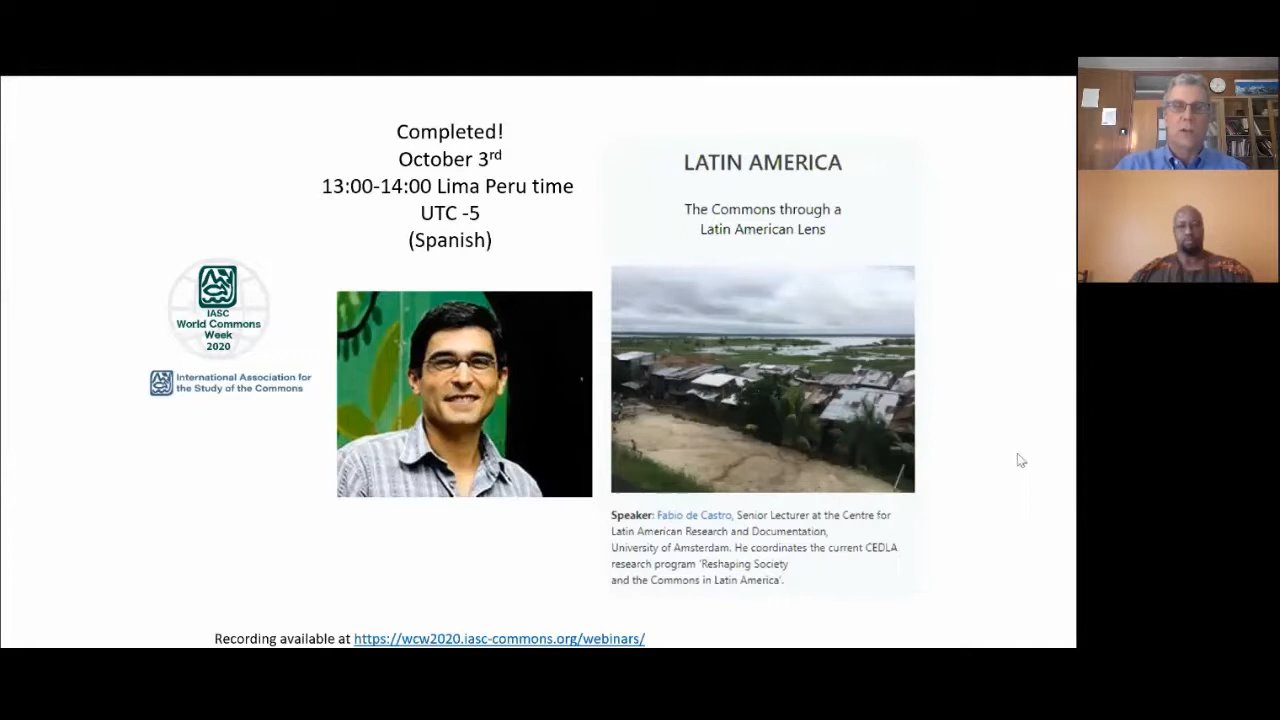 Completed!
October 3rd
13:00-14:00 Lima Peru time
UTC -5
(Spanish)
LATIN AMERICA
The Commons through a
Latin American Lens
IASC
World Commons
Week
2020
International Association for
the Study of the Commons
Speaker: Fabio de Castro, Senior Lecturer at the Centre for
Latin American Research and Documentation,
University of Amsterdam. He coordinates the current CEDLA
research program 'Reshaping Society
and the Commons in Latin America'.
Recording available at https://wcw2020.iasc-commons.org/webinars/